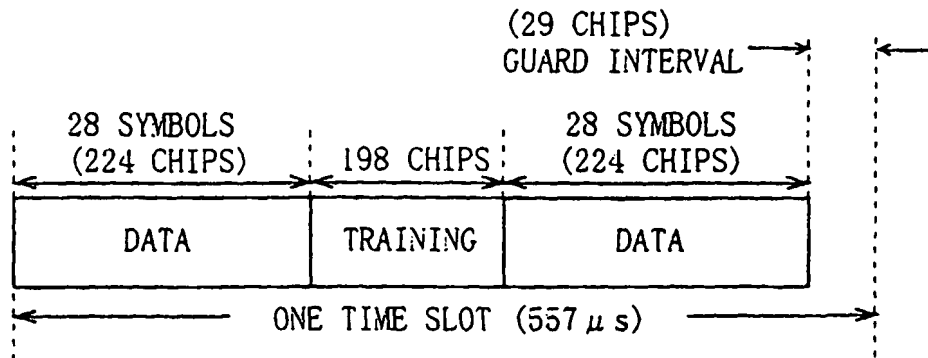 (29 CHIPS)
GUARD INTERVAL
28 SYMBOLS
(224 CHIPS)
198 CHIPS
28 SYMBOLS
(224 CHIPS)
DATA
TRAINING
DATA
ONE TIME SLOT (557 μ s)